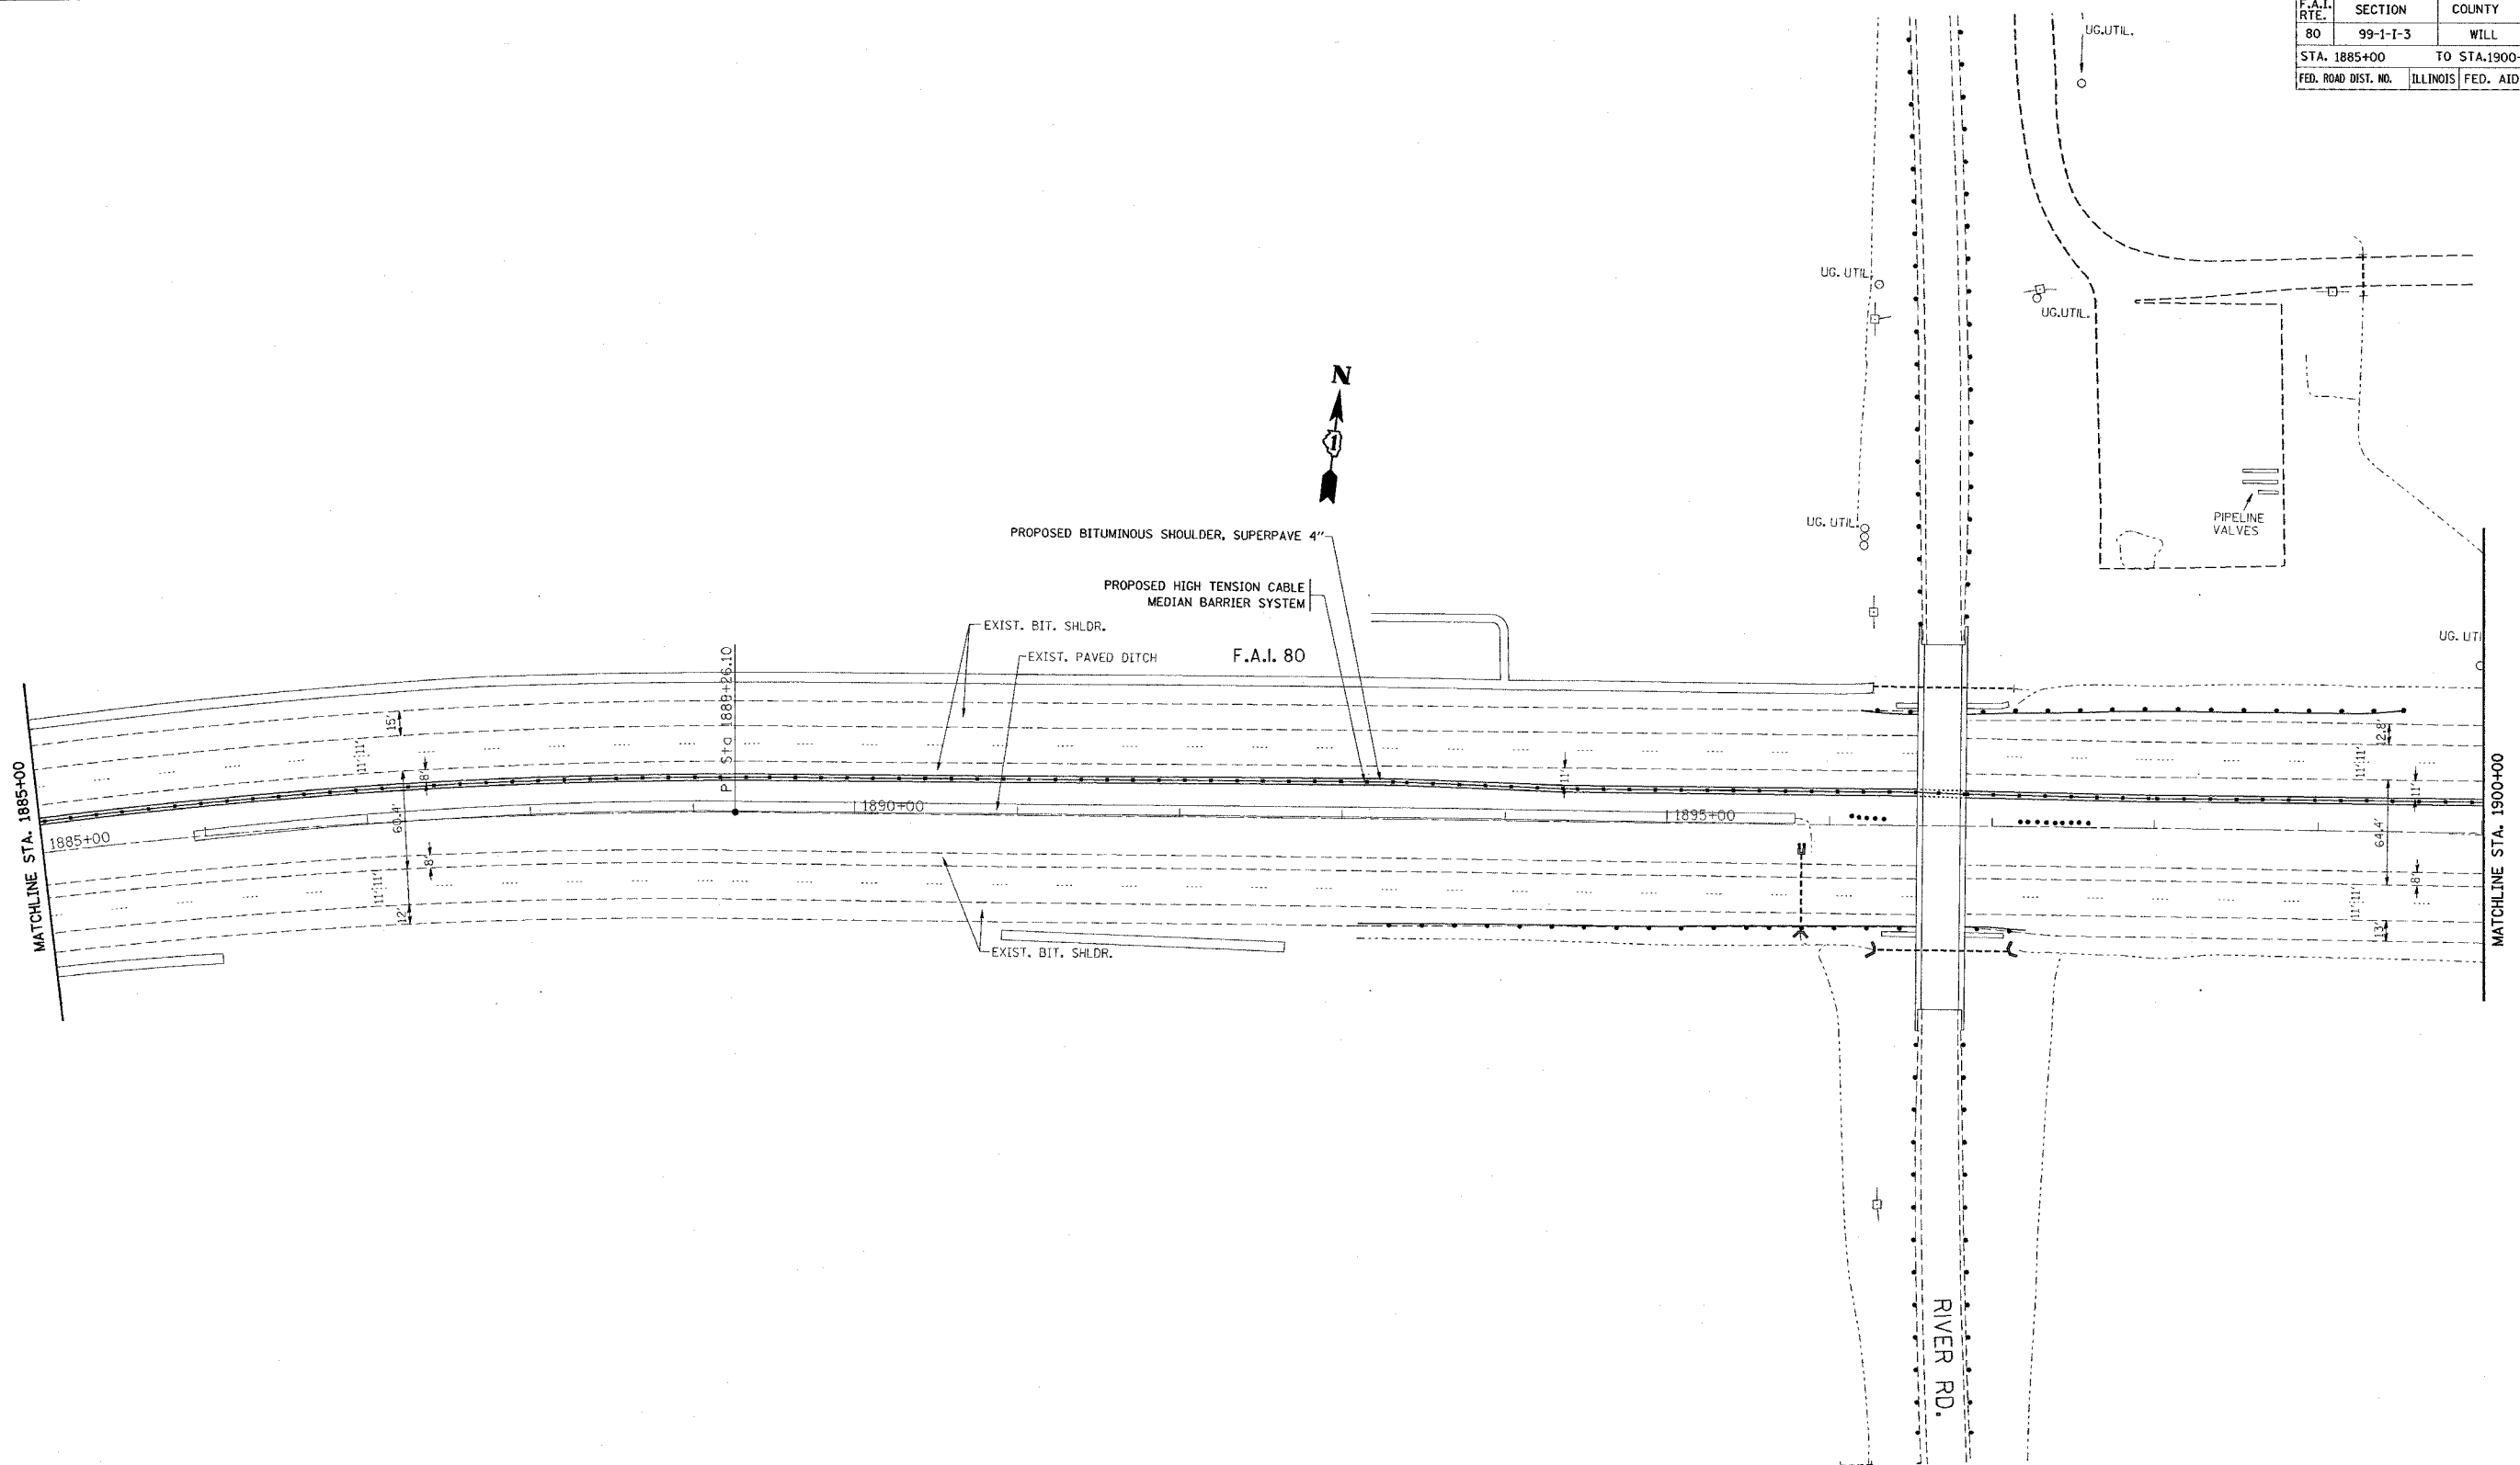 F.A.I. RTE. SECTION COUNTY
80 99-1-I-3 WILL
STA. 1885+00 TO STA.1900+
FED. ROAD DIST. NO. ILLINOIS FED. AID
UG.UTIL.
UG. UTIL.
UG.UTIL.
N
1
UG. UTIL.
PIPELINE
VALVES
PROPOSED BITUMINOUS SHOULDER, SUPERPAVE 4"
PROPOSED HIGH TENSION CABLE
MEDIAN BARRIER SYSTEM
EXIST. BIT. SHLDR.
EXIST. PAVED DITCH
F.A.I. 80
UG. UTI
Sta 1889+26.10
15'
12.8'
11' 11'
11' 11'
8'
11'
11'
MATCHLINE STA. 1885+00
MATCHLINE STA. 1900+00
1885+00
1890+00
1895+00
60.4'
64.4'
8'
8'
11' 11'
11' 11'
12'
13'
EXIST. BIT. SHLDR.
RIVER RD.